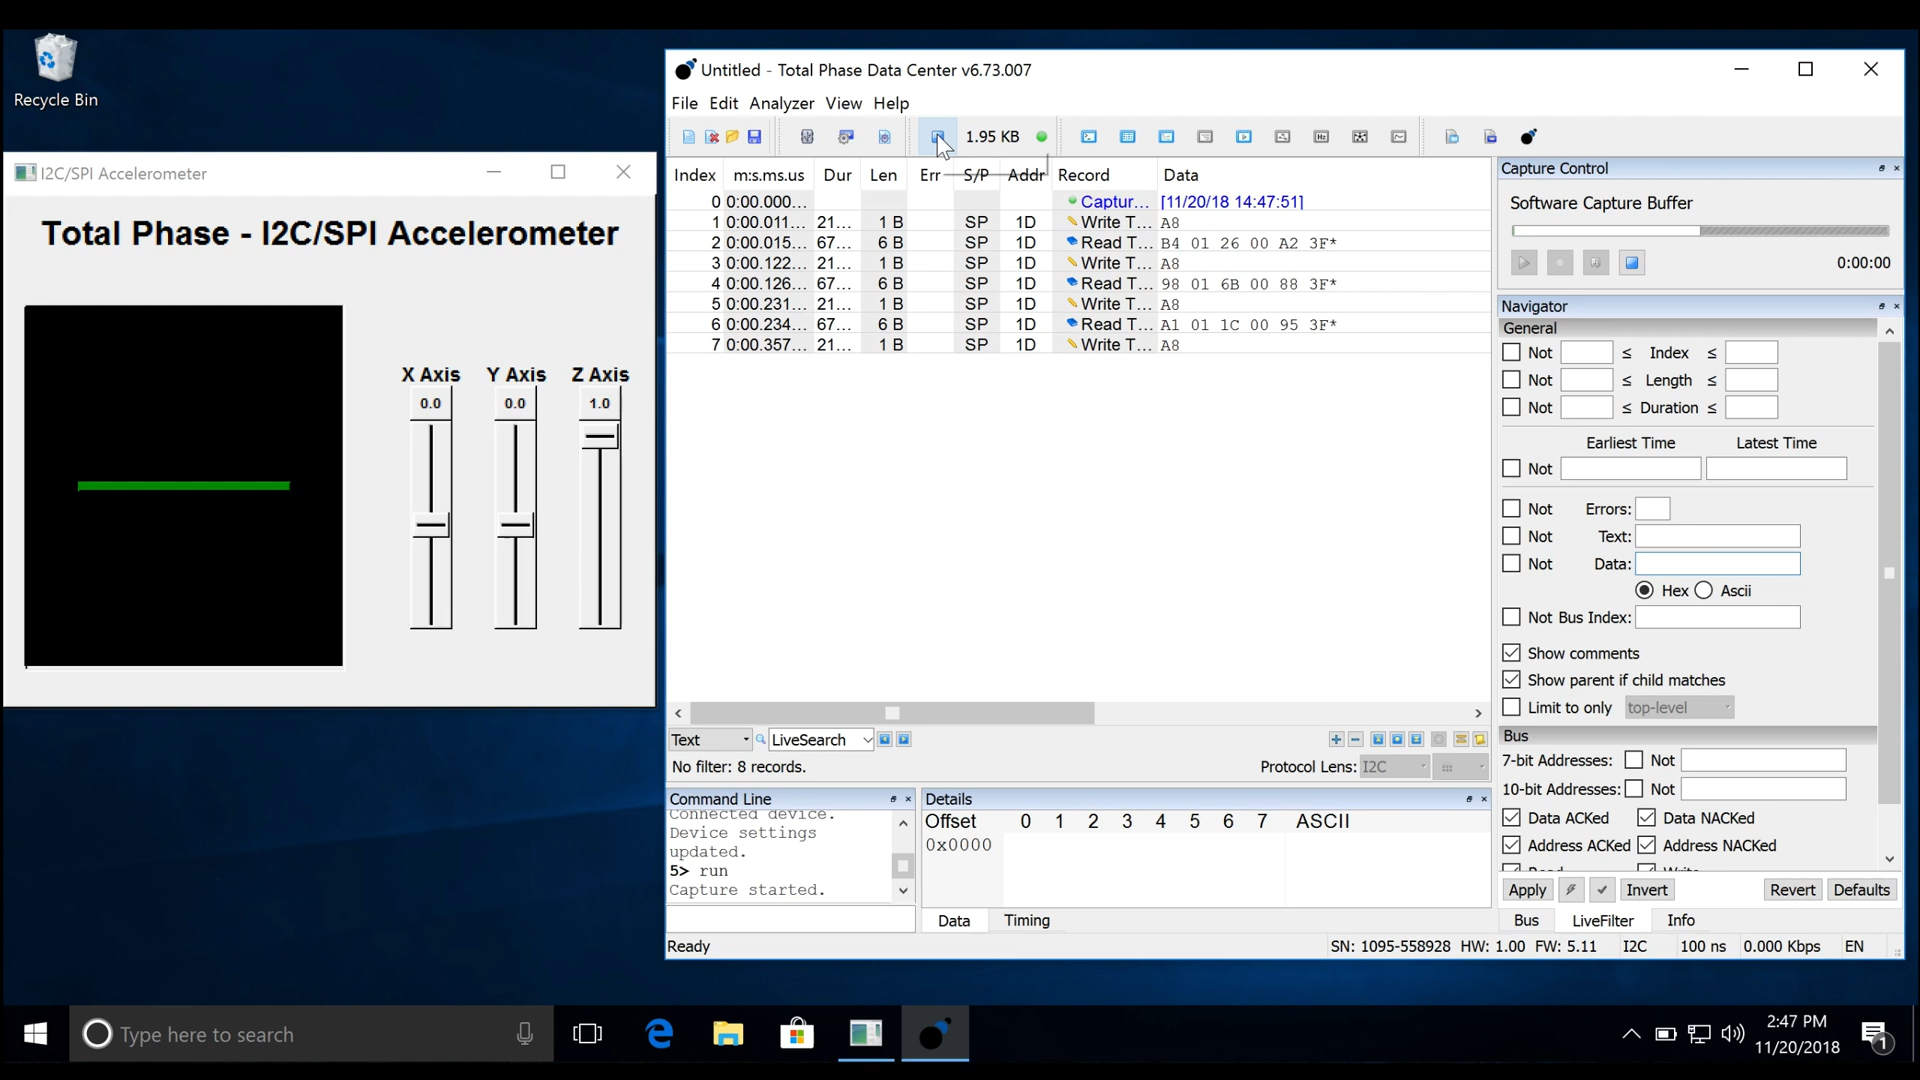 Recycle Bin
I2C/SPI Accelerometer
Total Phase - I2C/SPI Accelerometer
X Axis Y Axis Z Axis
0.0 0.0 1.0
Untitled - Total Phase Data Center v6.73.007
File Edit Analyzer View Help
1.95 KB
Index m:s.ms.us Dur Len Err S/P Addr Record Data
0 0:00.000... Captur... [11/20/18 14:47:51]
1 0:00.011... 21... 1 B SP 1D Write T... A8
2 0:00.015... 67... 6 B SP 1D Read T... B4 01 26 00 A2 3F*
3 0:00.122... 21... 1 B SP 1D Write T... A8
4 0:00.126... 67... 6 B SP 1D Read T... 98 01 6B 00 88 3F*
5 0:00.231... 21... 1 B SP 1D Write T... A8
6 0:00.234... 67... 6 B SP 1D Read T... A1 01 1C 00 95 3F*
7 0:00.357... 21... 1 B SP 1D Write T... A8
Text LiveSearch
No filter: 8 records. Protocol Lens: I2C
Command Line
Connected device.
Device settings
updated.
5> run
Capture started.
Details
Offset 0 1 2 3 4 5 6 7 ASCII
0x0000
Data Timing
Capture Control
Software Capture Buffer
0:00:00
Navigator
General
Not ≤ Index ≤
Not ≤ Length ≤
Not ≤ Duration ≤
Earliest Time Latest Time
Not
Not Errors:
Not Text:
Not Data:
Hex Ascii
Not Bus Index:
Show comments
Show parent if child matches
Limit to only top-level
Bus
7-bit Addresses: Not
10-bit Addresses: Not
Data ACKed Data NACKed
Address ACKed Address NACKed
Apply Invert Revert Defaults
Bus LiveFilter Info
Ready SN: 1095-558928 HW: 1.00 FW: 5.11 I2C 100 ns 0.000 Kbps EN
Type here to search
2:47 PM
11/20/2018
1